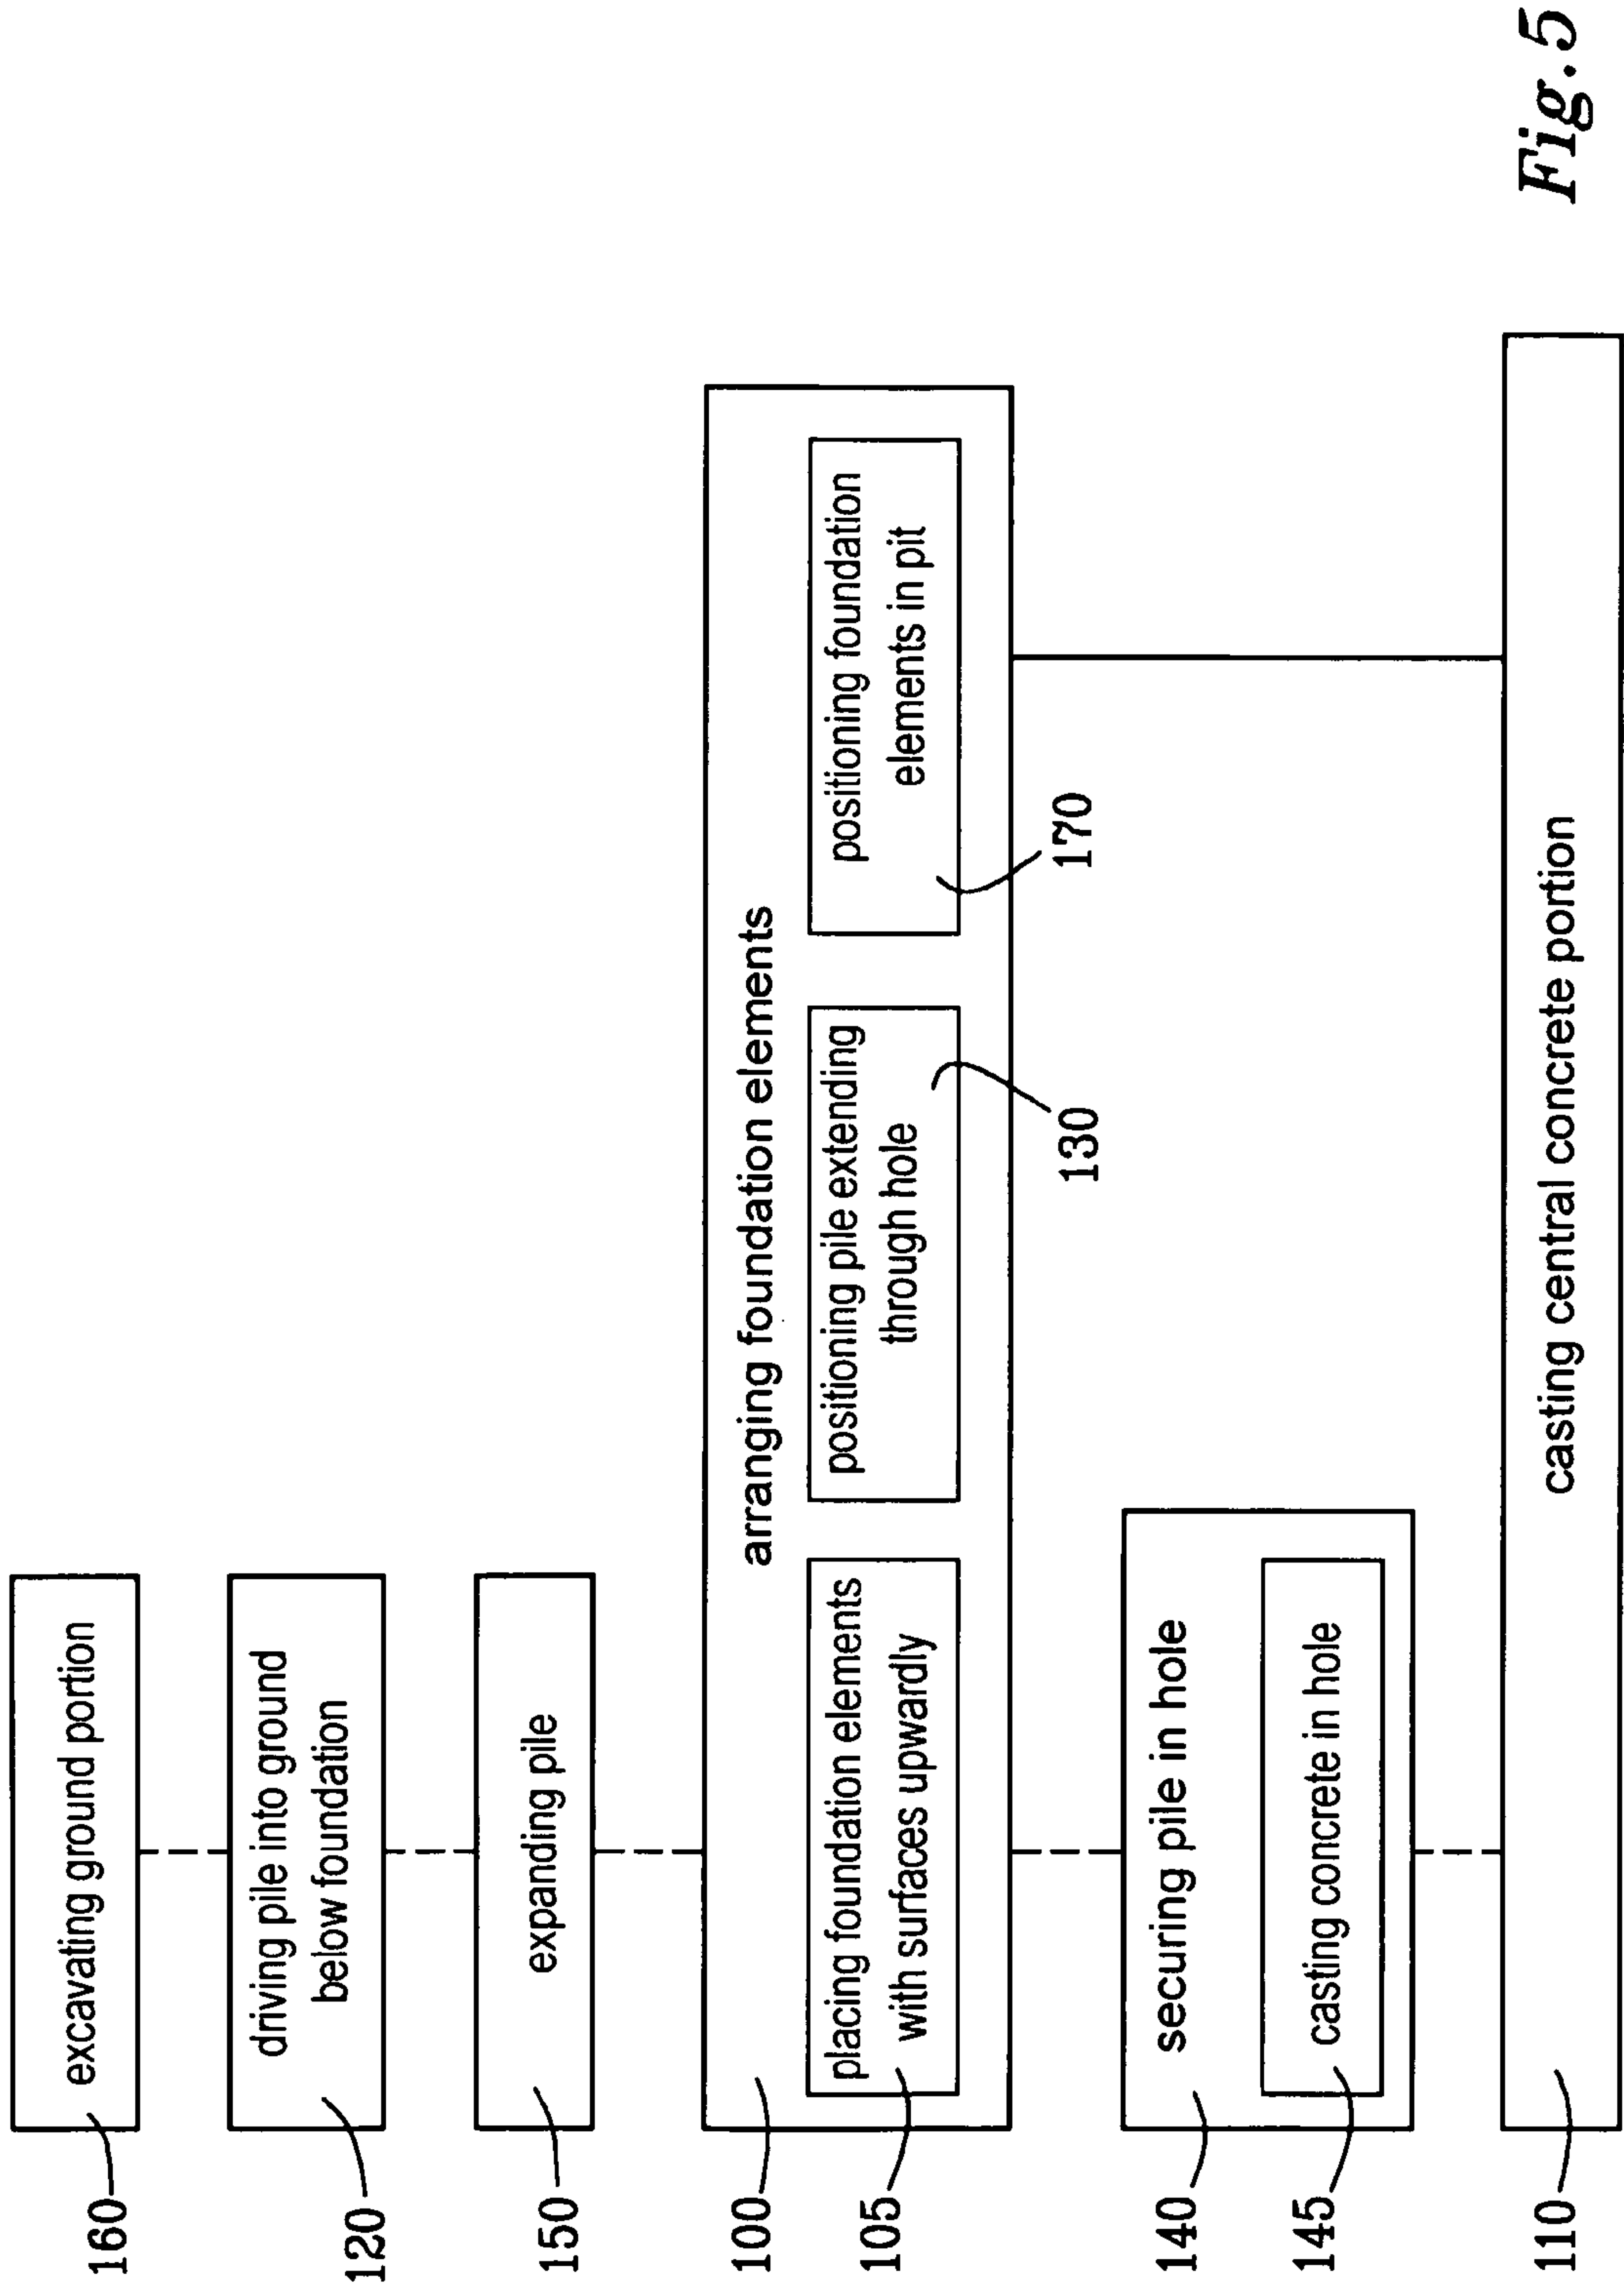 160
excavating ground portion
120
driving pile into ground
below foundation
150
expanding pile
100
arranging foundation elements
105
placing foundation elements
with surfaces upwardly
positioning pile extending
through hole
130
positioning foundation
elements in pit
170
140
securing pile in hole
145
casting concrete in hole
110
casting central concrete portion
Fig. 5